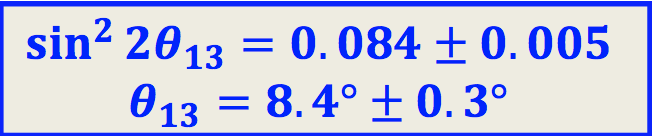 sin² 2θ₁₃ = 0.084 ± 0.005
θ₁₃ = 8.4° ± 0.3°